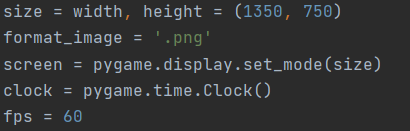 size = width, height = (1350, 750)
format_image = '.png'
screen = pygame.display.set_mode(size)
clock = pygame.time.Clock()
fps = 60